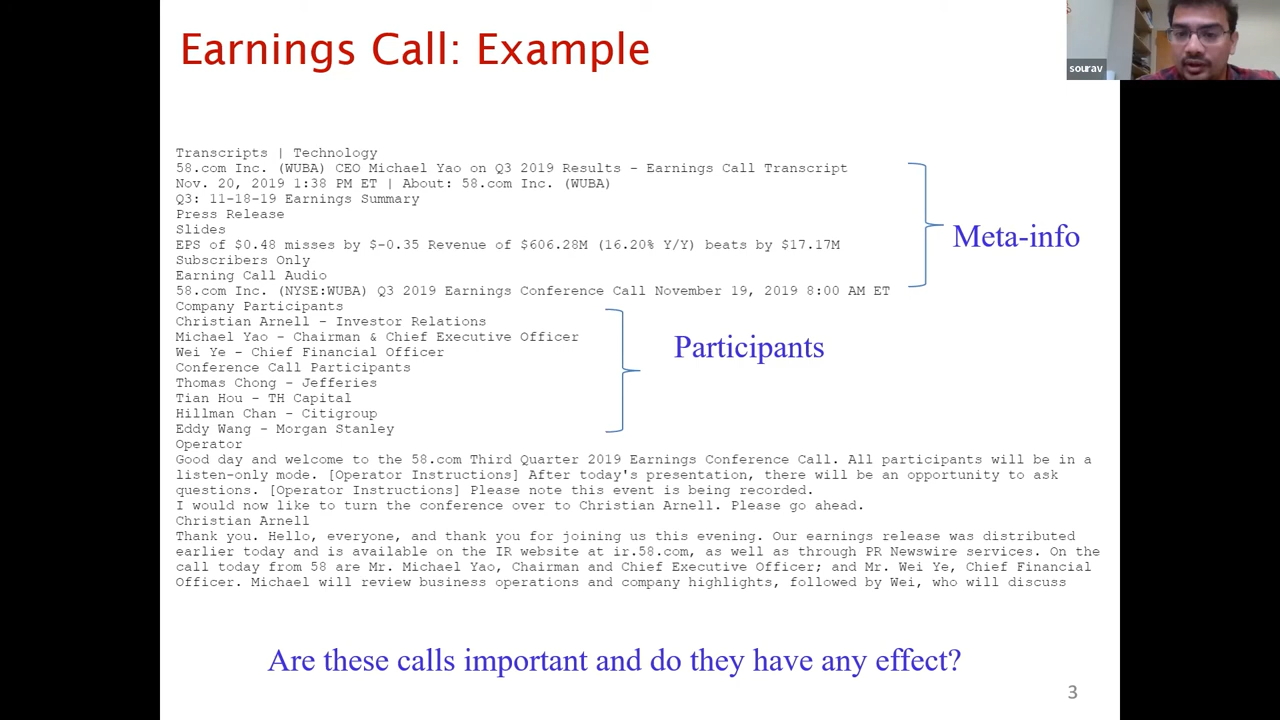 Earnings Call: Example
sourav
Transcripts | Technology
58.com Inc. (WUBA) CEO Michael Yao on Q3 2019 Results - Earnings Call Transcript
Nov. 20, 2019 1:38 PM ET | About: 58.com Inc. (WUBA)
Q3: 11-18-19 Earnings Summary
Press Release
Slides
EPS of $0.48 misses by $-0.35 Revenue of $606.28M (16.20% Y/Y) beats by $17.17M
Subscribers Only
Earning Call Audio
58.com Inc. (NYSE:WUBA) Q3 2019 Earnings Conference Call November 19, 2019 8:00 AM ET
Meta-info
Company Participants
Christian Arnell - Investor Relations
Michael Yao - Chairman & Chief Executive Officer
Wei Ye - Chief Financial Officer
Conference Call Participants
Thomas Chong - Jefferies
Tian Hou - TH Capital
Hillman Chan - Citigroup
Eddy Wang - Morgan Stanley
Participants
Operator
Good day and welcome to the 58.com Third Quarter 2019 Earnings Conference Call. All participants will be in a
listen-only mode. [Operator Instructions] After today's presentation, there will be an opportunity to ask
questions. [Operator Instructions] Please note this event is being recorded.
I would now like to turn the conference over to Christian Arnell. Please go ahead.
Christian Arnell
Thank you. Hello, everyone, and thank you for joining us this evening. Our earnings release was distributed
earlier today and is available on the IR website at ir.58.com, as well as through PR Newswire services. On the
call today from 58 are Mr. Michael Yao, Chairman and Chief Executive Officer; and Mr. Wei Ye, Chief Financial
Officer. Michael will review business operations and company highlights, followed by Wei, who will discuss
Are these calls important and do they have any effect?
3